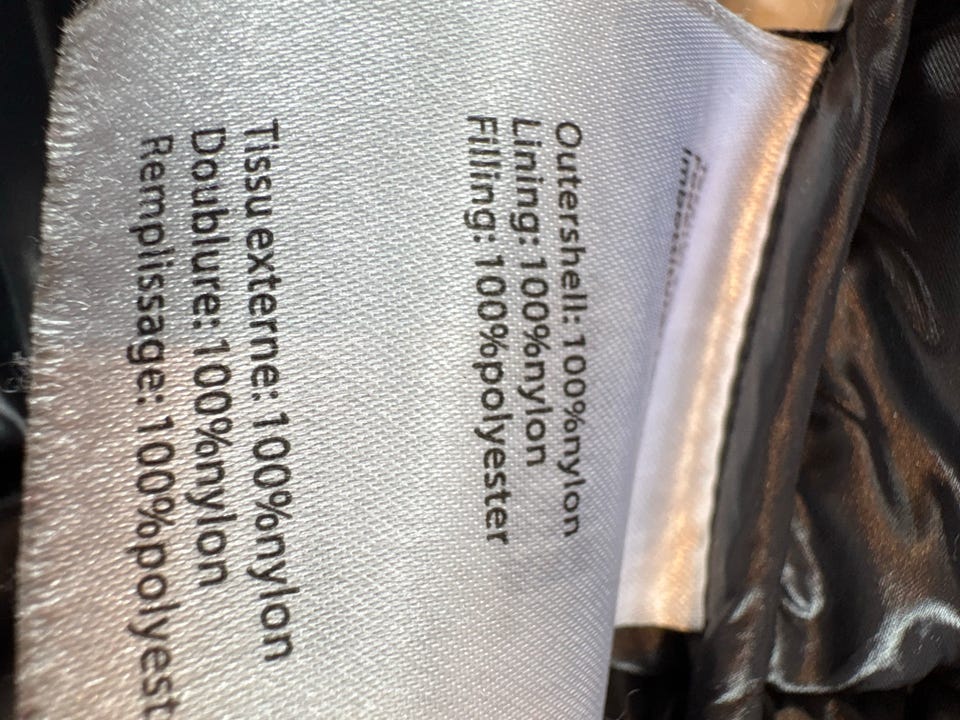 Outershell: 100%nylon
Lining: 100%nylon
Filling: 100%polyester
Tissu externe: 100%nylon
Doublure: 100%nylon
Remplissage: 100%polyest